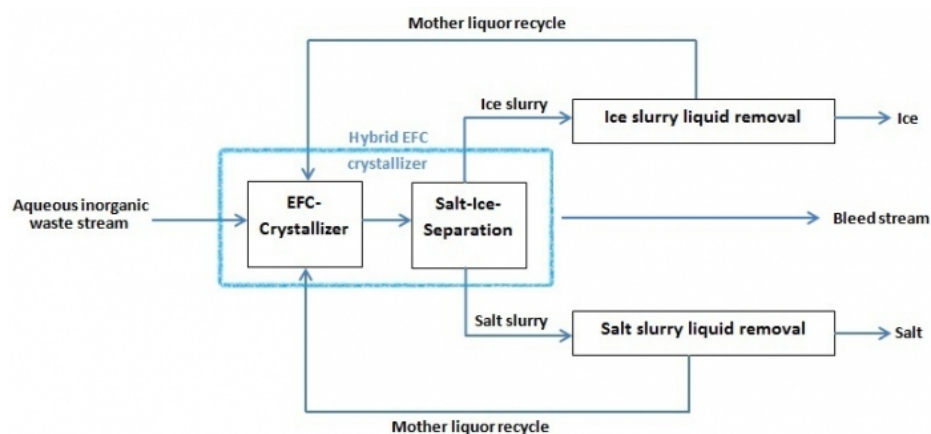 Mother liquor recycle
Ice slurry
Ice slurry liquid removal
Ice
Hybrid EFC
crystallizer
Aqueous inorganic
waste stream
EFC-
Crystallizer
Salt-Ice-
Separation
Bleed stream
Salt slurry
Salt slurry liquid removal
Salt
Mother liquor recycle